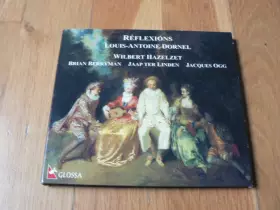 RÉFLEXIONS
LOUIS-ANTOINE DORNEL
WILBERT HAZELZET
BRIAN BERRYMAN JAAP TER LINDEN JACQUES OGG
GLOSSA